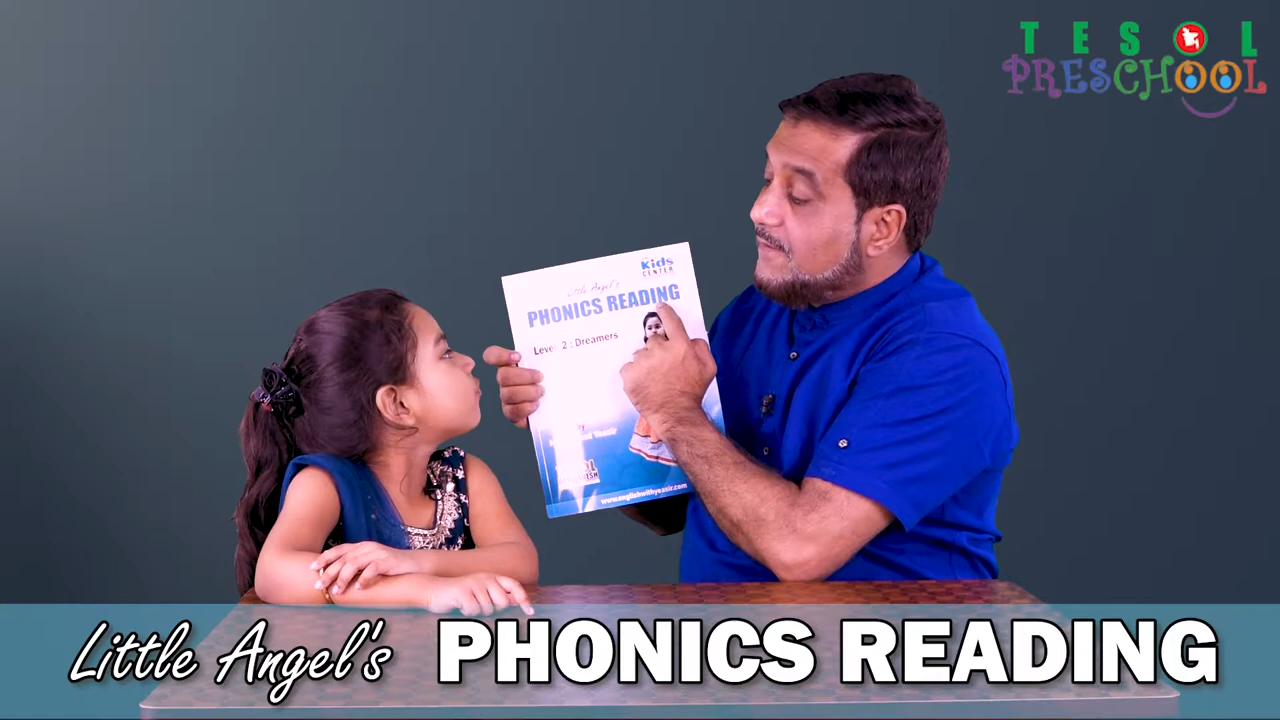 TESOL
PRESCHOOL
Kids
CENTER
Little Angel's
PHONICS READING
Level 2 : Dreamers
www.englishwithyeasir.com
Little Angel's PHONICS READING